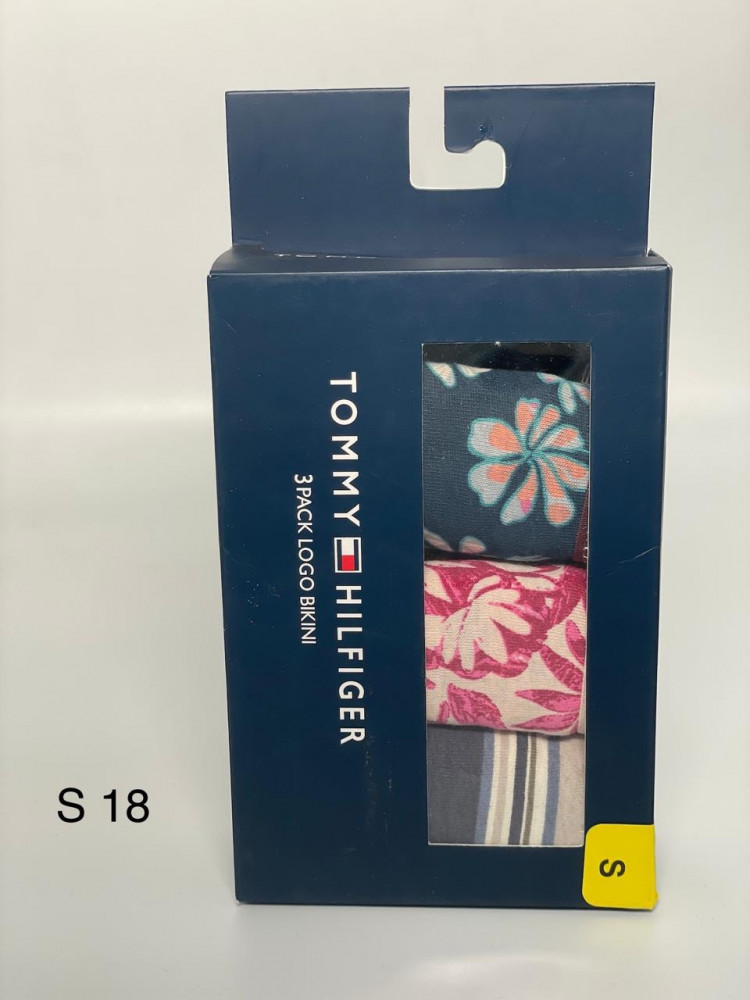 TOMMY HILFIGER
3 PACK LOGO BIKINI
S
S 18